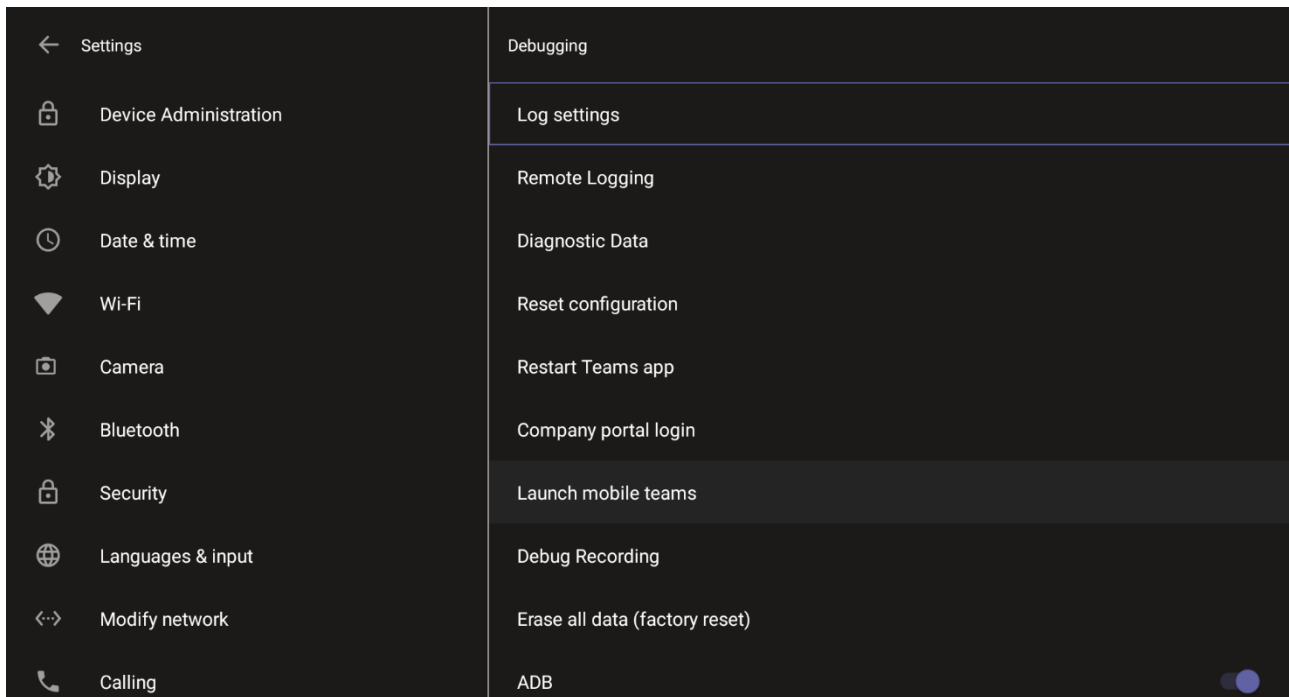 Settings
Device Administration
Display
Date & time
Wi-Fi
Camera
Bluetooth
Security
Languages & input
Modify network
Calling
Debugging
Log settings
Remote Logging
Diagnostic Data
Reset configuration
Restart Teams app
Company portal login
Launch mobile teams
Debug Recording
Erase all data (factory reset)
ADB